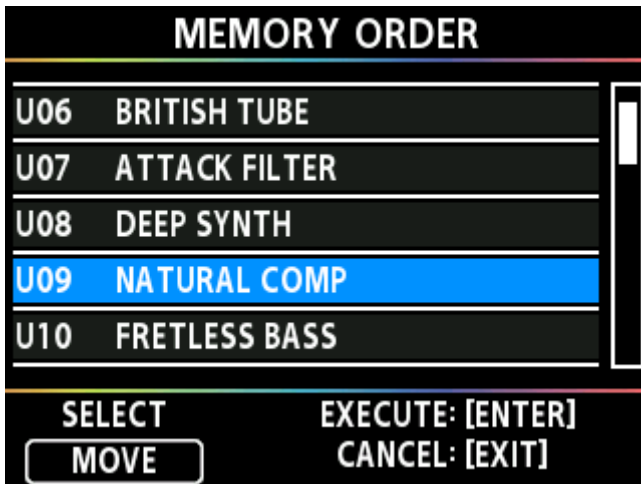 MEMORY ORDER
U06 BRITISH TUBE
U07 ATTACK FILTER
U08 DEEP SYNTH
U09 NATURAL COMP
U10 FRETLESS BASS
SELECT EXECUTE: [ENTER]
MOVE CANCEL: [EXIT]